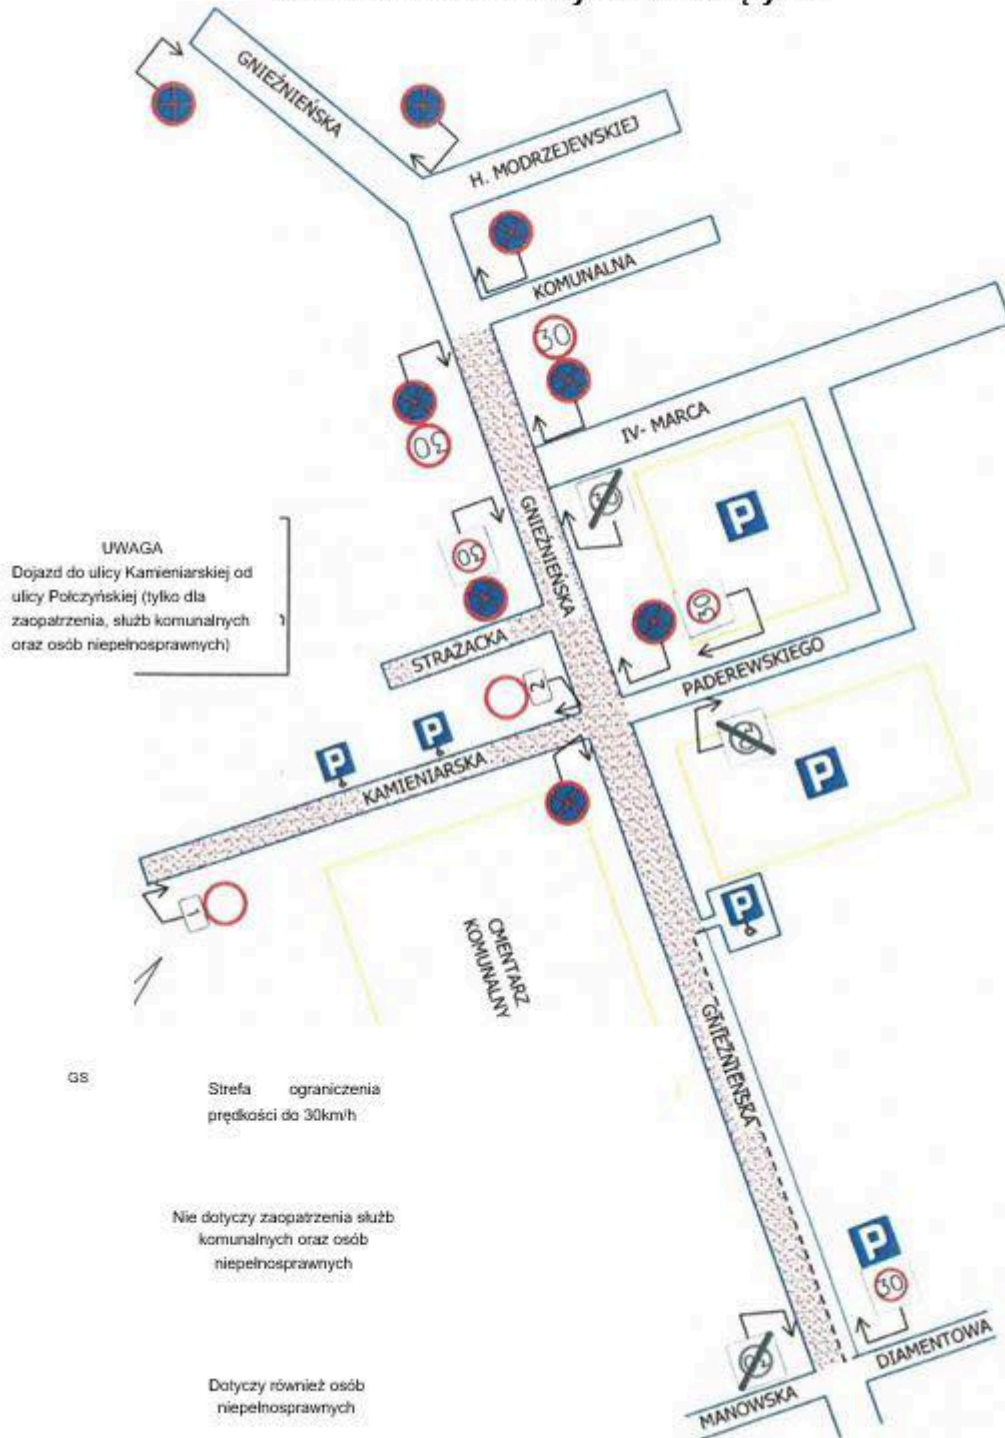 GNIEŹNIEŃSKA
H. MODRZEJEWSKIEJ
KOMUNALNA
30
30
IV- MARCA
GNIEŹNIEŃSKA
P
30
UWAGA
Dojazd do ulicy Kamieniarskiej od
ulicy Połczyńskiej (tylko dla
zaopatrzenia, służb komunalnych
oraz osób niepełnosprawnych)
30
STRAŻACKA
PADEREWSKIEGO
2
P
P
KAMIENIARSKA
P
1
P
CMENTARZ
KOMUNALNY
GNIEŹNIEŃSKA
GS
Strefa ograniczenia
prędkości do 30km/h
Nie dotyczy zaopatrzenia służb
komunalnych oraz osób
niepełnosprawnych
P
30
DIAMENTOWA
Dotyczy również osób
niepełnosprawnych
MANOWSKA